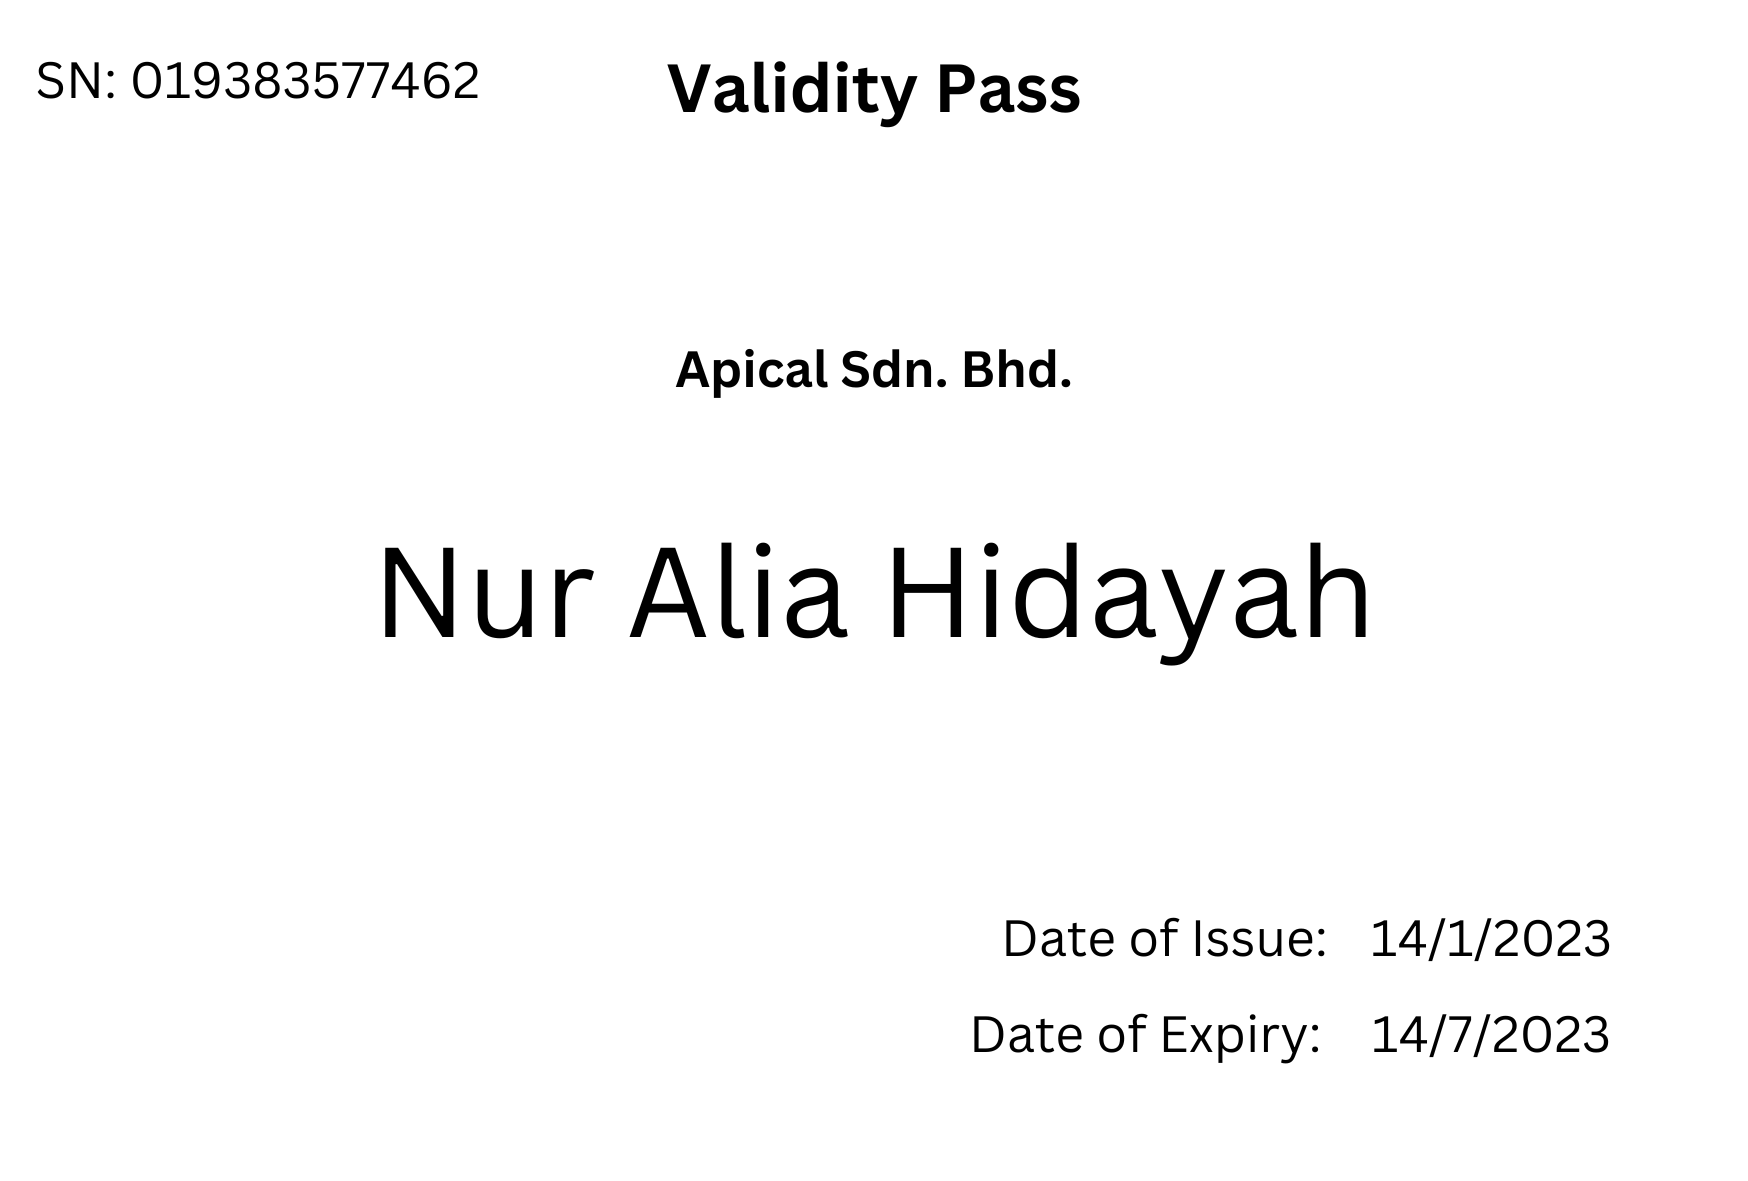 SN: 019383577462
Validity Pass
Apical Sdn. Bhd.
Nur Alia Hidayah
Date of Issue: 14/1/2023
Date of Expiry: 14/7/2023